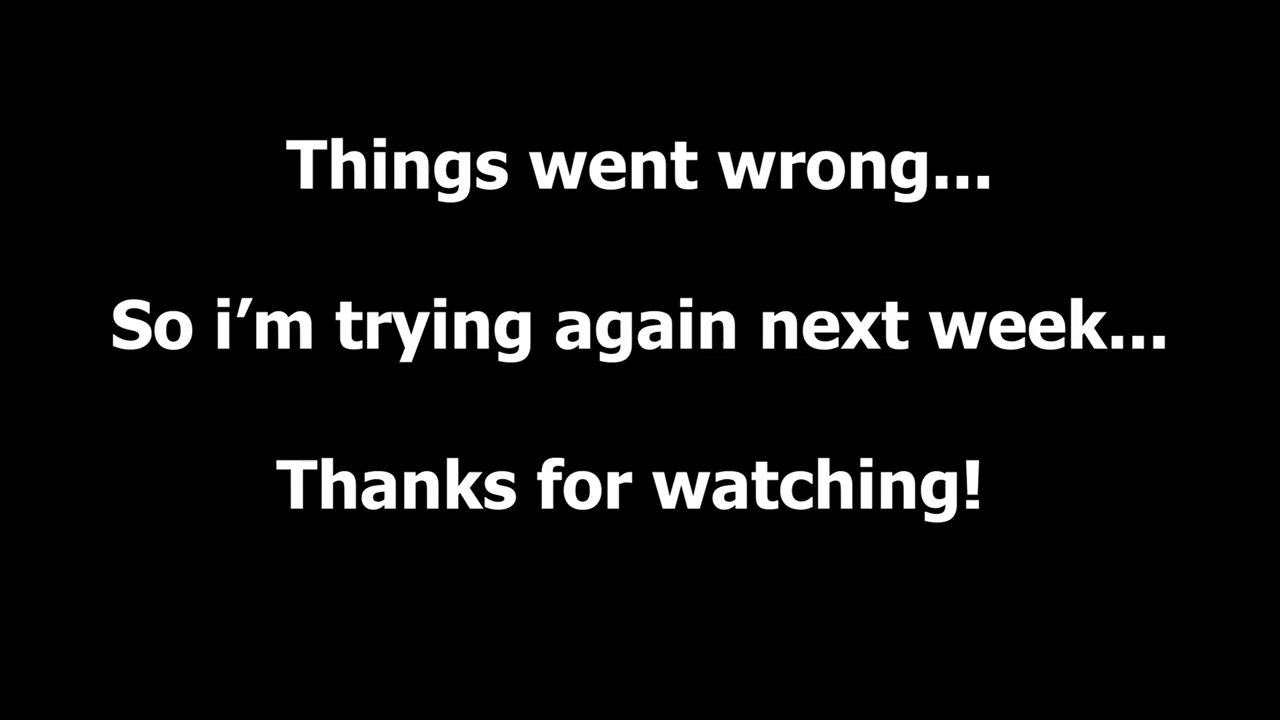 Things went wrong...
So i’m trying again next week...
Thanks for watching!